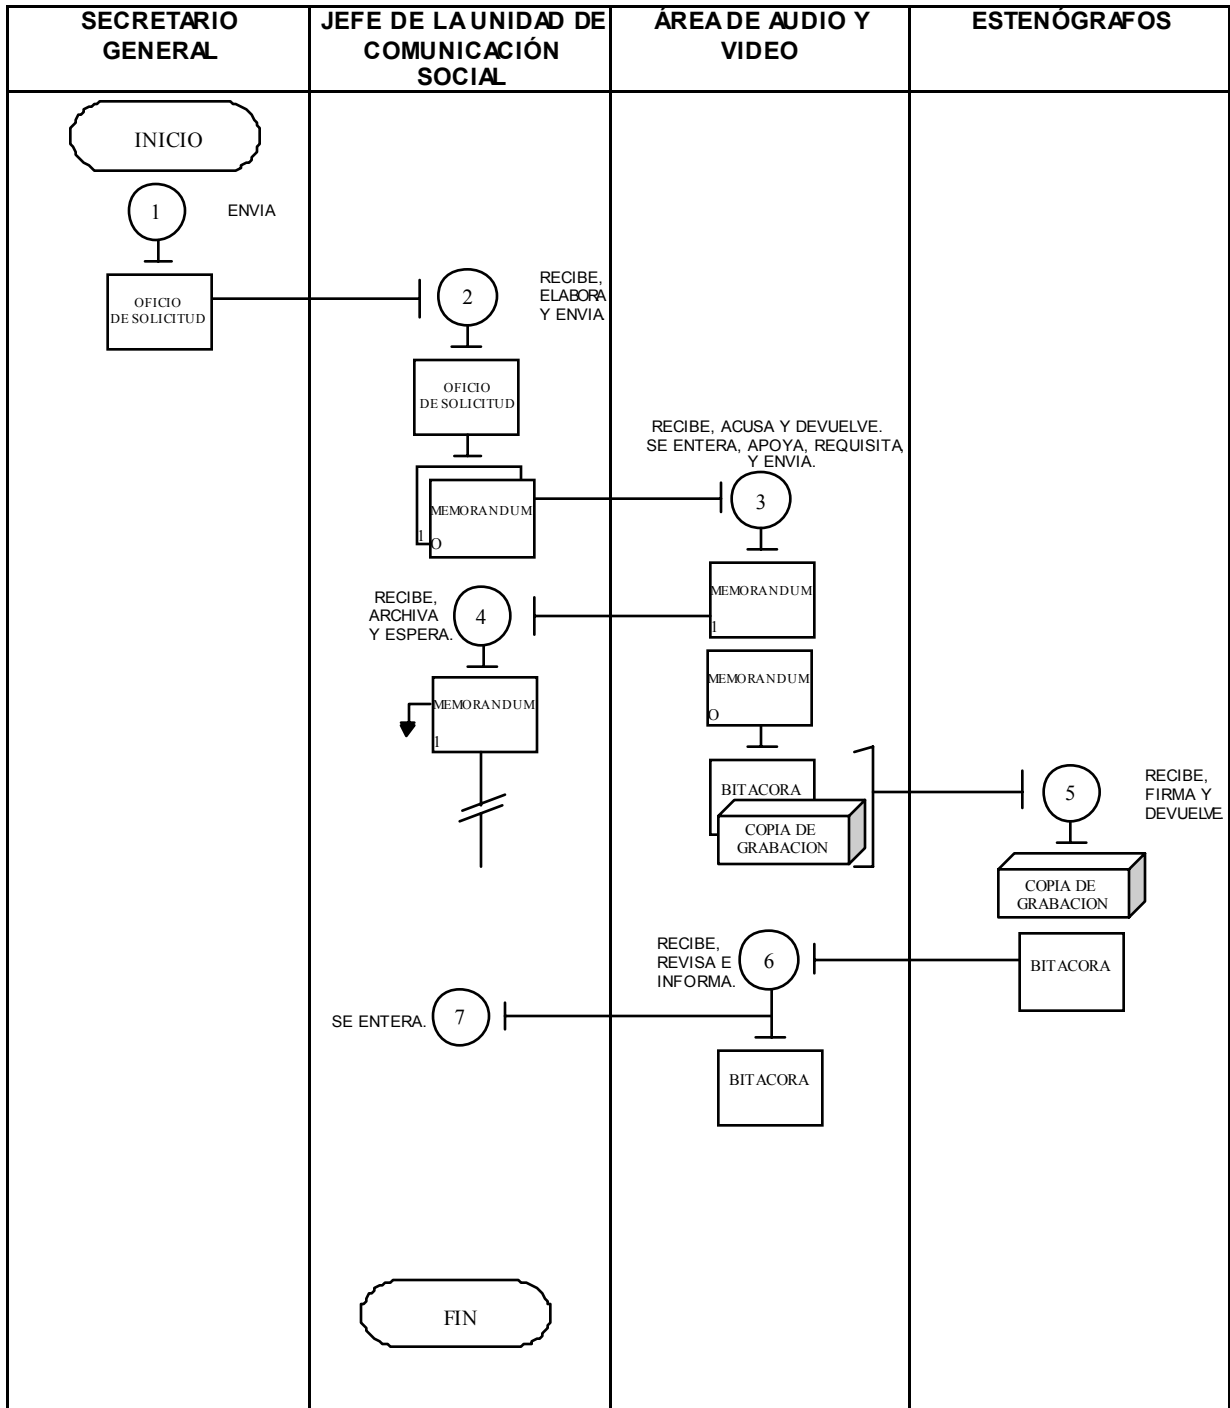 SECRETARIO
GENERAL
JEFE DE LA UNIDAD DE
COMUNICACIÓN
SOCIAL
ÁREA DE AUDIO Y
VIDEO
ESTENÓGRAFOS
INICIO
1
ENVIA
OFICIO
DE SOLICITUD
2
RECIBE,
ELABORA
Y ENVIA
OFICIO
DE SOLICITUD
MEMORANDUM
1
O
RECIBE, ACUSA Y DEVUELVE.
SE ENTERA, APOYA, REQUISITA,
Y ENVIA.
3
MEMORANDUM
1
RECIBE,
ARCHIVA
Y ESPERA.
4
MEMORANDUM
1
MEMORANDUM
O
BITACORA
COPIA DE
GRABACION
5
RECIBE,
FIRMA Y
DEVUELVE.
COPIA DE
GRABACION
BITACORA
RECIBE,
REVISA E
INFORMA.
6
SE ENTERA.
7
BITACORA
FIN